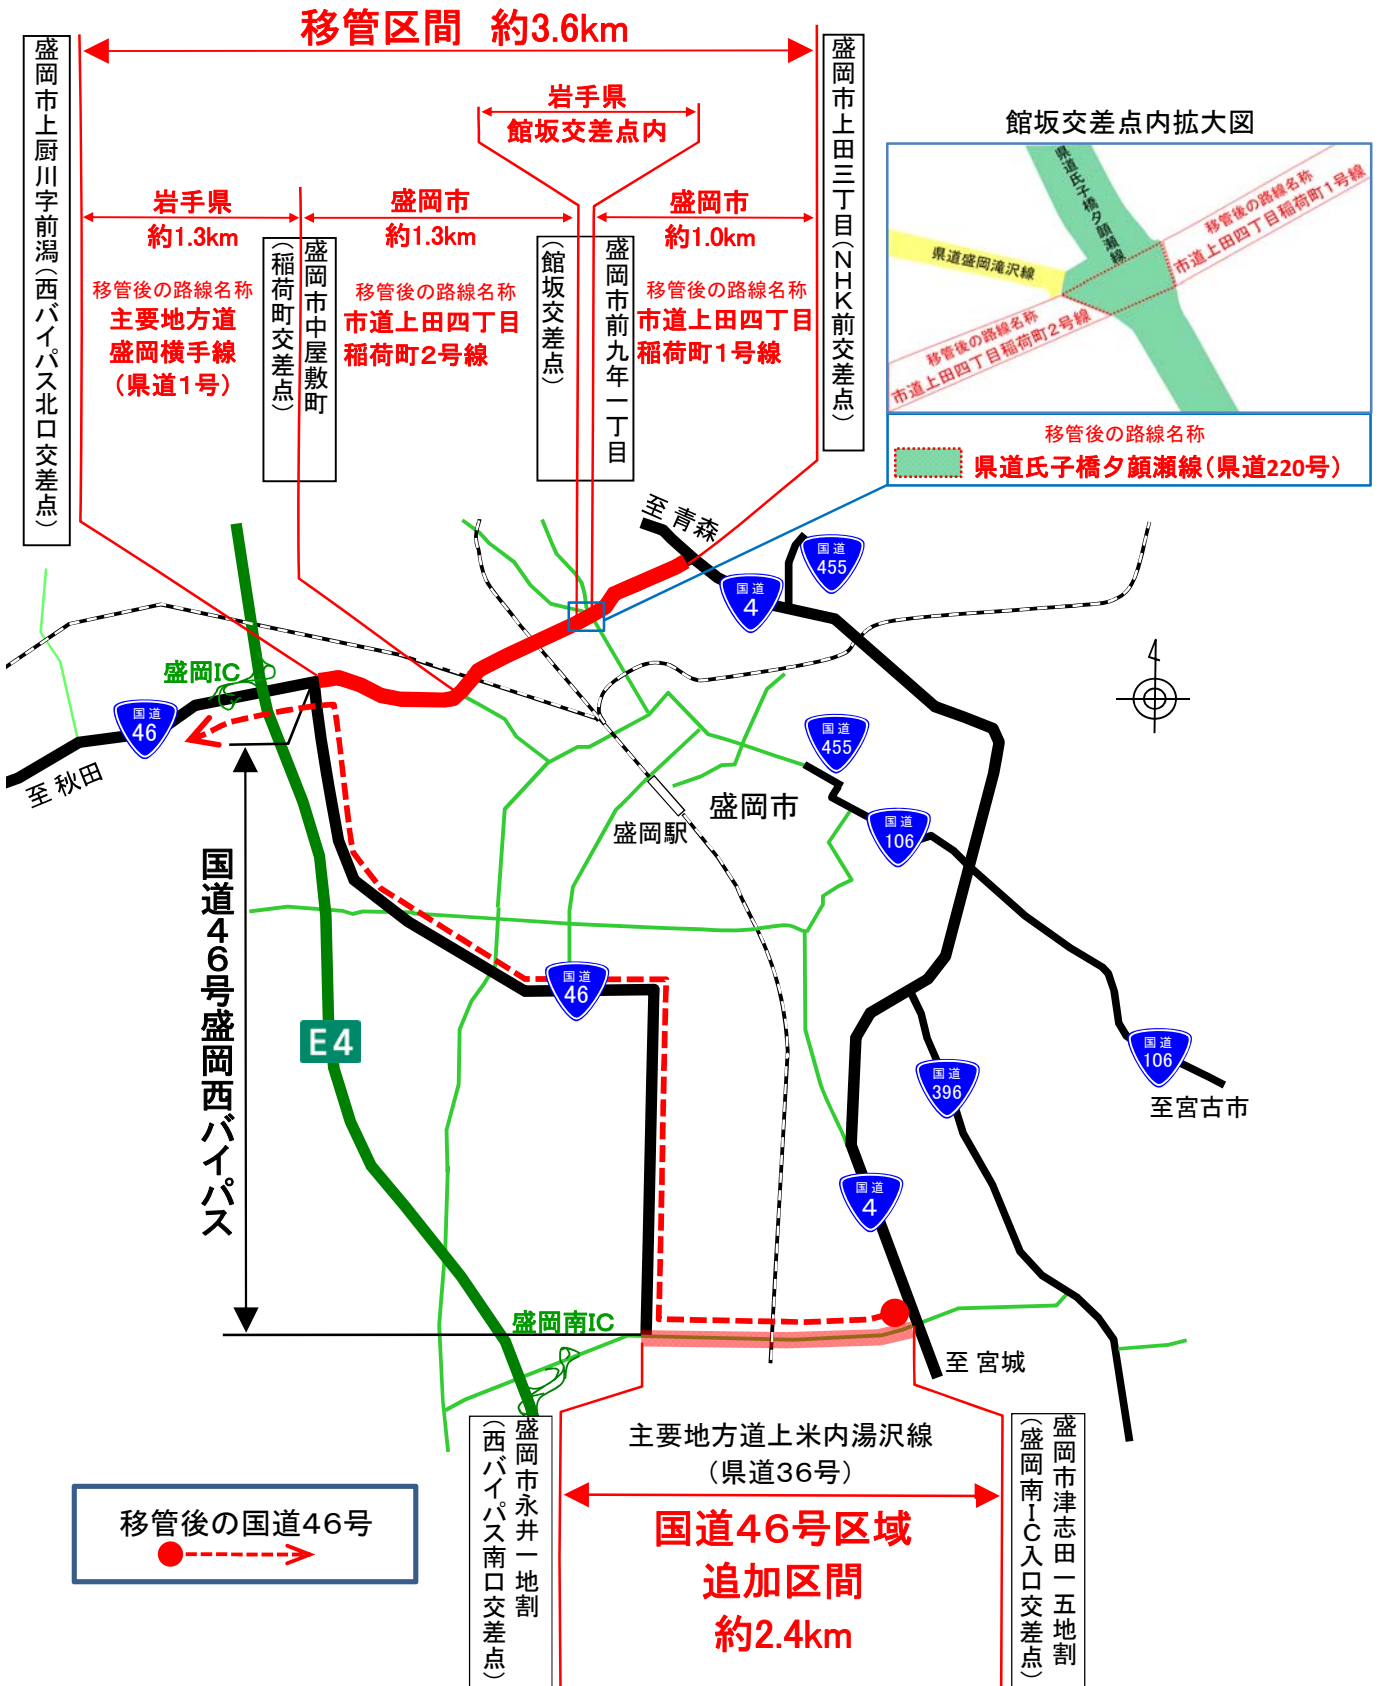 移管区間 約3.6km
盛岡市上厨川字前潟(西バイパス北口交差点)
盛岡市上田三丁目(NHK前交差点)
岩手県
館坂交差点内
岩手県
約1.3km
盛岡市
約1.3km
盛岡市
約1.0km
移管後の路線名称
主要地方道
盛岡横手線
(県道1号)
盛岡市中屋敷町
(稲荷町交差点)
移管後の路線名称
市道上田四丁目
稲荷町2号線
盛岡市前九年一丁目
(館坂交差点)
移管後の路線名称
市道上田四丁目
稲荷町1号線
館坂交差点内拡大図
県道氏子橋夕顔瀬線
県道盛岡滝沢線
移管後の路線名称
市道上田四丁目稲荷町1号線
移管後の路線名称
市道上田四丁目稲荷町2号線
移管後の路線名称
県道氏子橋夕顔瀬線(県道220号)
至 青森
国道
455
国道
4
盛岡IC
国道
46
至 秋田
国道
455
盛岡市
盛岡駅
国道
106
国道46号盛岡西バイパス
国道
46
E4
国道
106
至宮古市
国道
396
国道
4
盛岡南IC
至 宮城
盛岡市永井一地割
(西バイパス南口交差点)
主要地方道上米内湯沢線
(県道36号)
国道46号区域
追加区間
約2.4km
盛岡市津志田一五地割
(盛岡南IC入口交差点)
移管後の国道46号